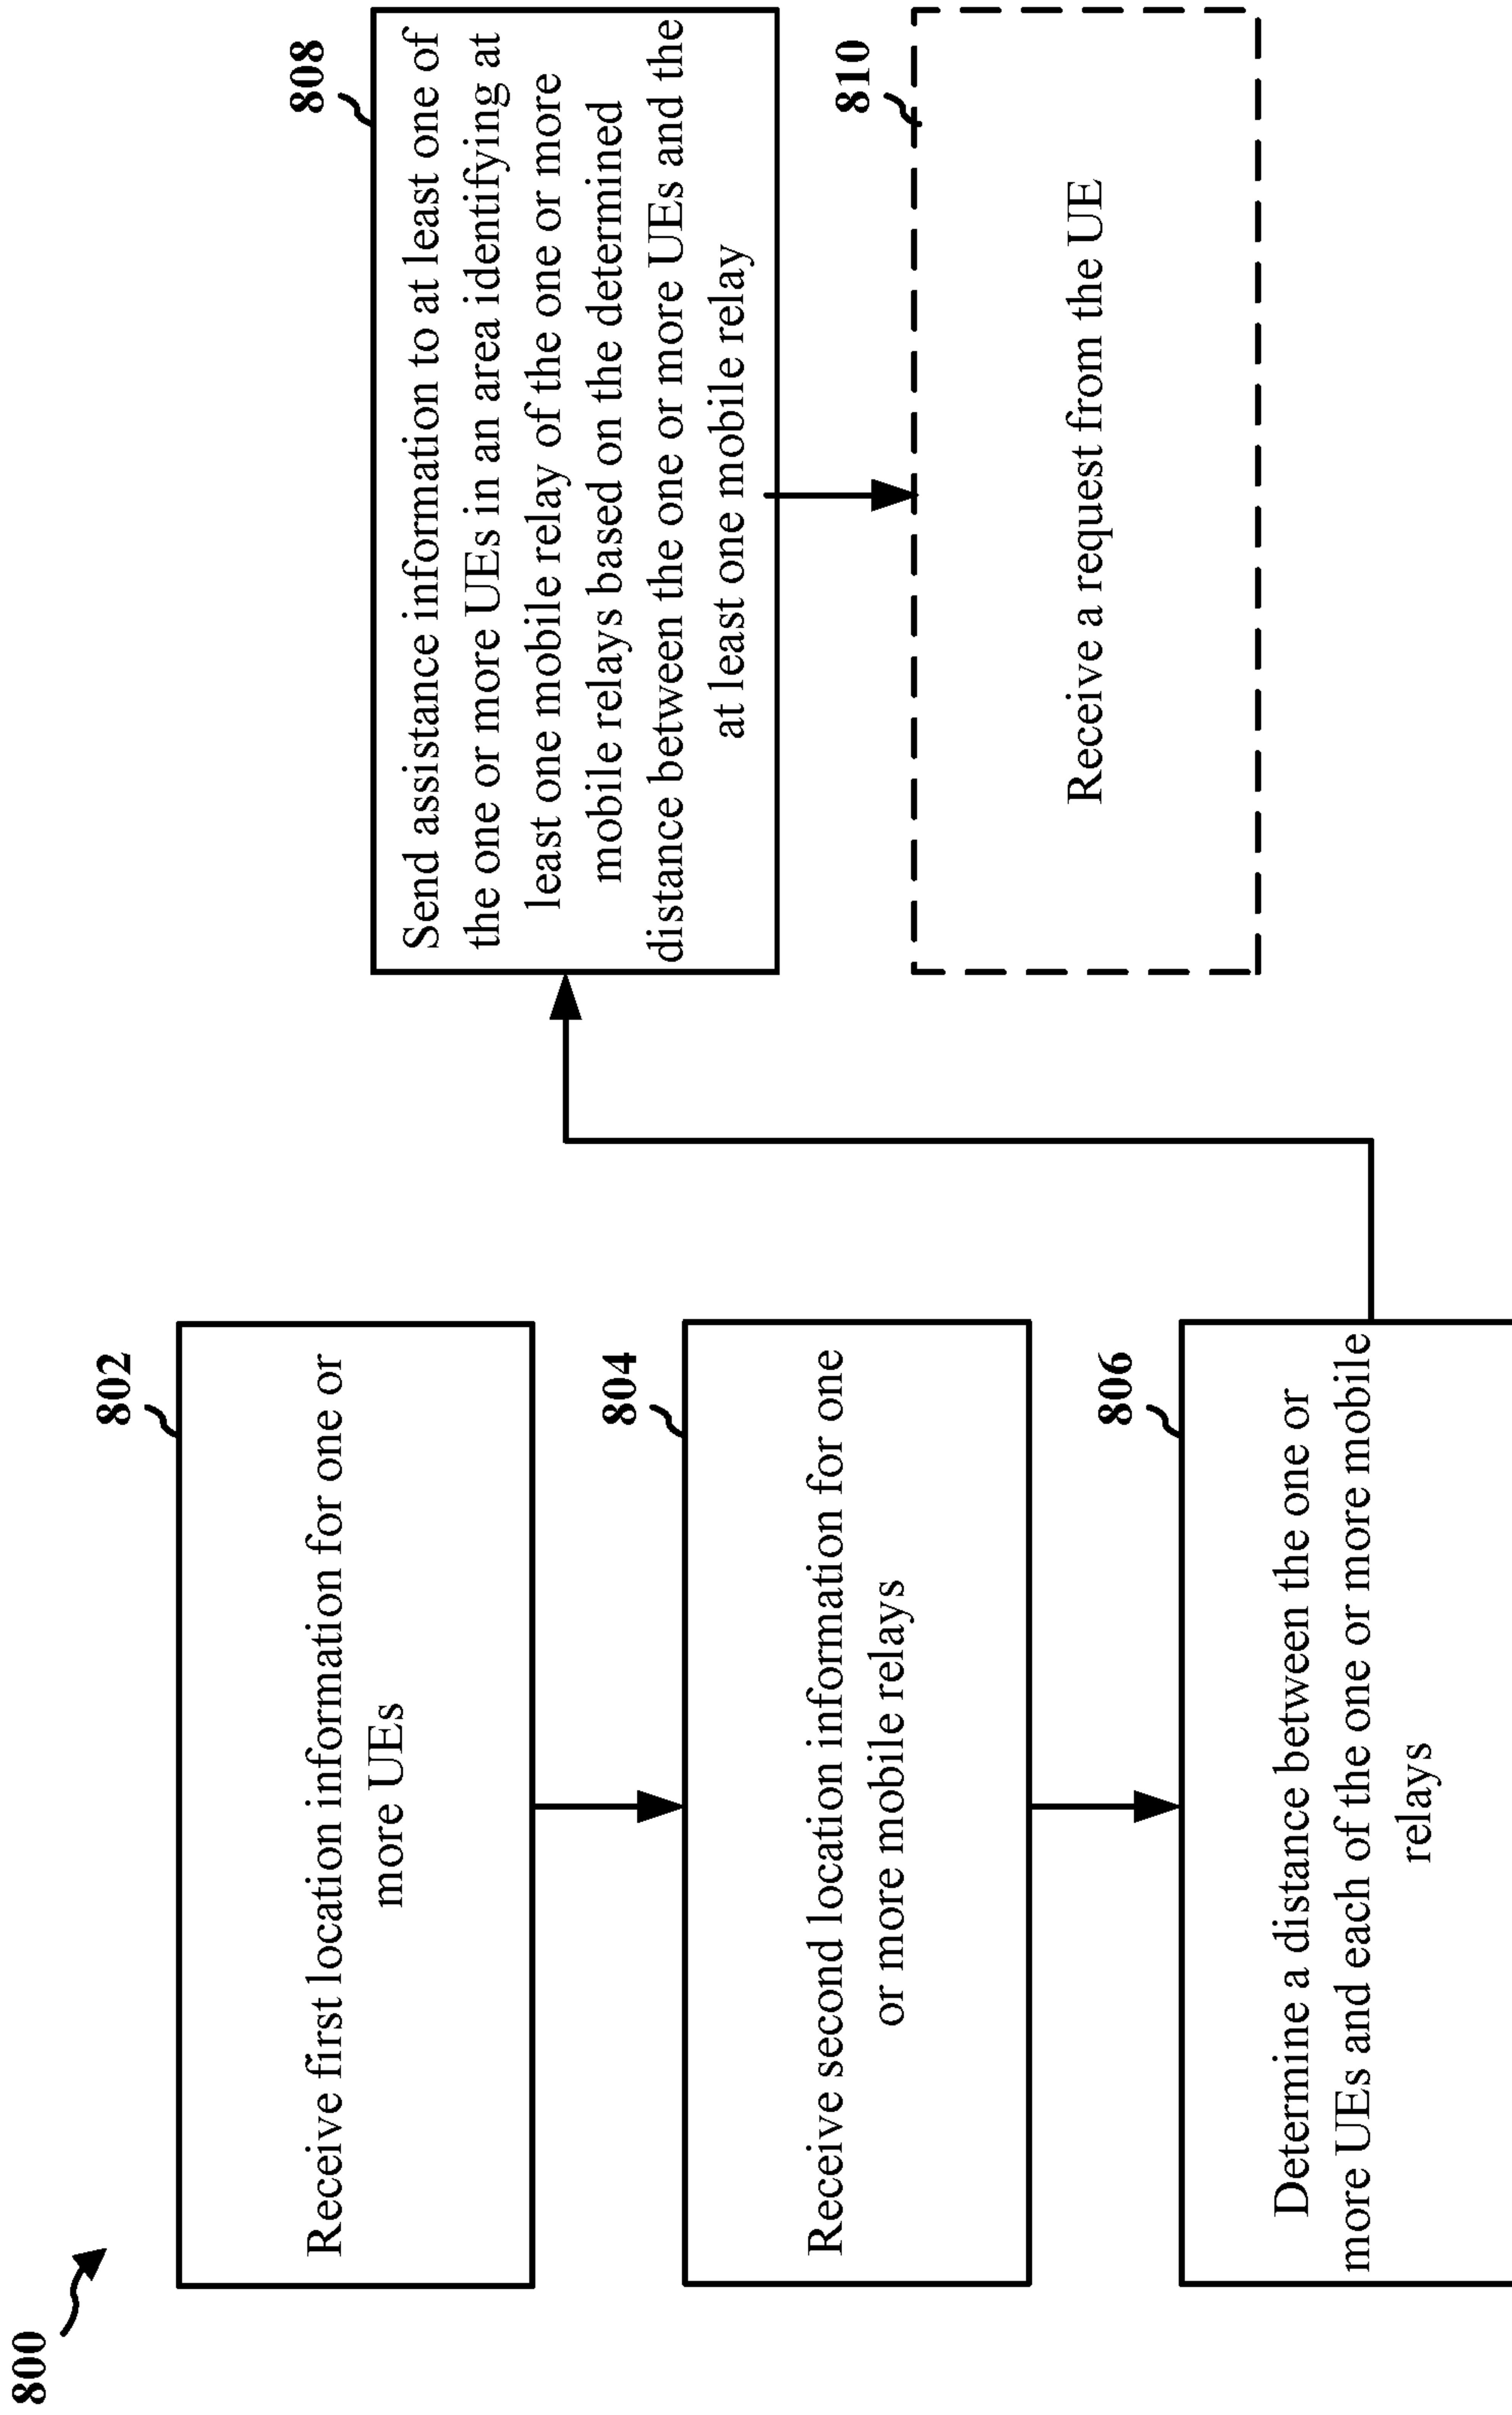 800
802
Receive first location information for one or
more UEs
804
Receive second location information for one
or more mobile relays
806
Determine a distance between the one or
more UEs and each of the one or more mobile
relays
808
Send assistance information to at least one of
the one or more UEs in an area identifying at
least one mobile relay of the one or more
mobile relays based on the determined
distance between the one or more UEs and the
at least one mobile relay
810
Receive a request from the UE